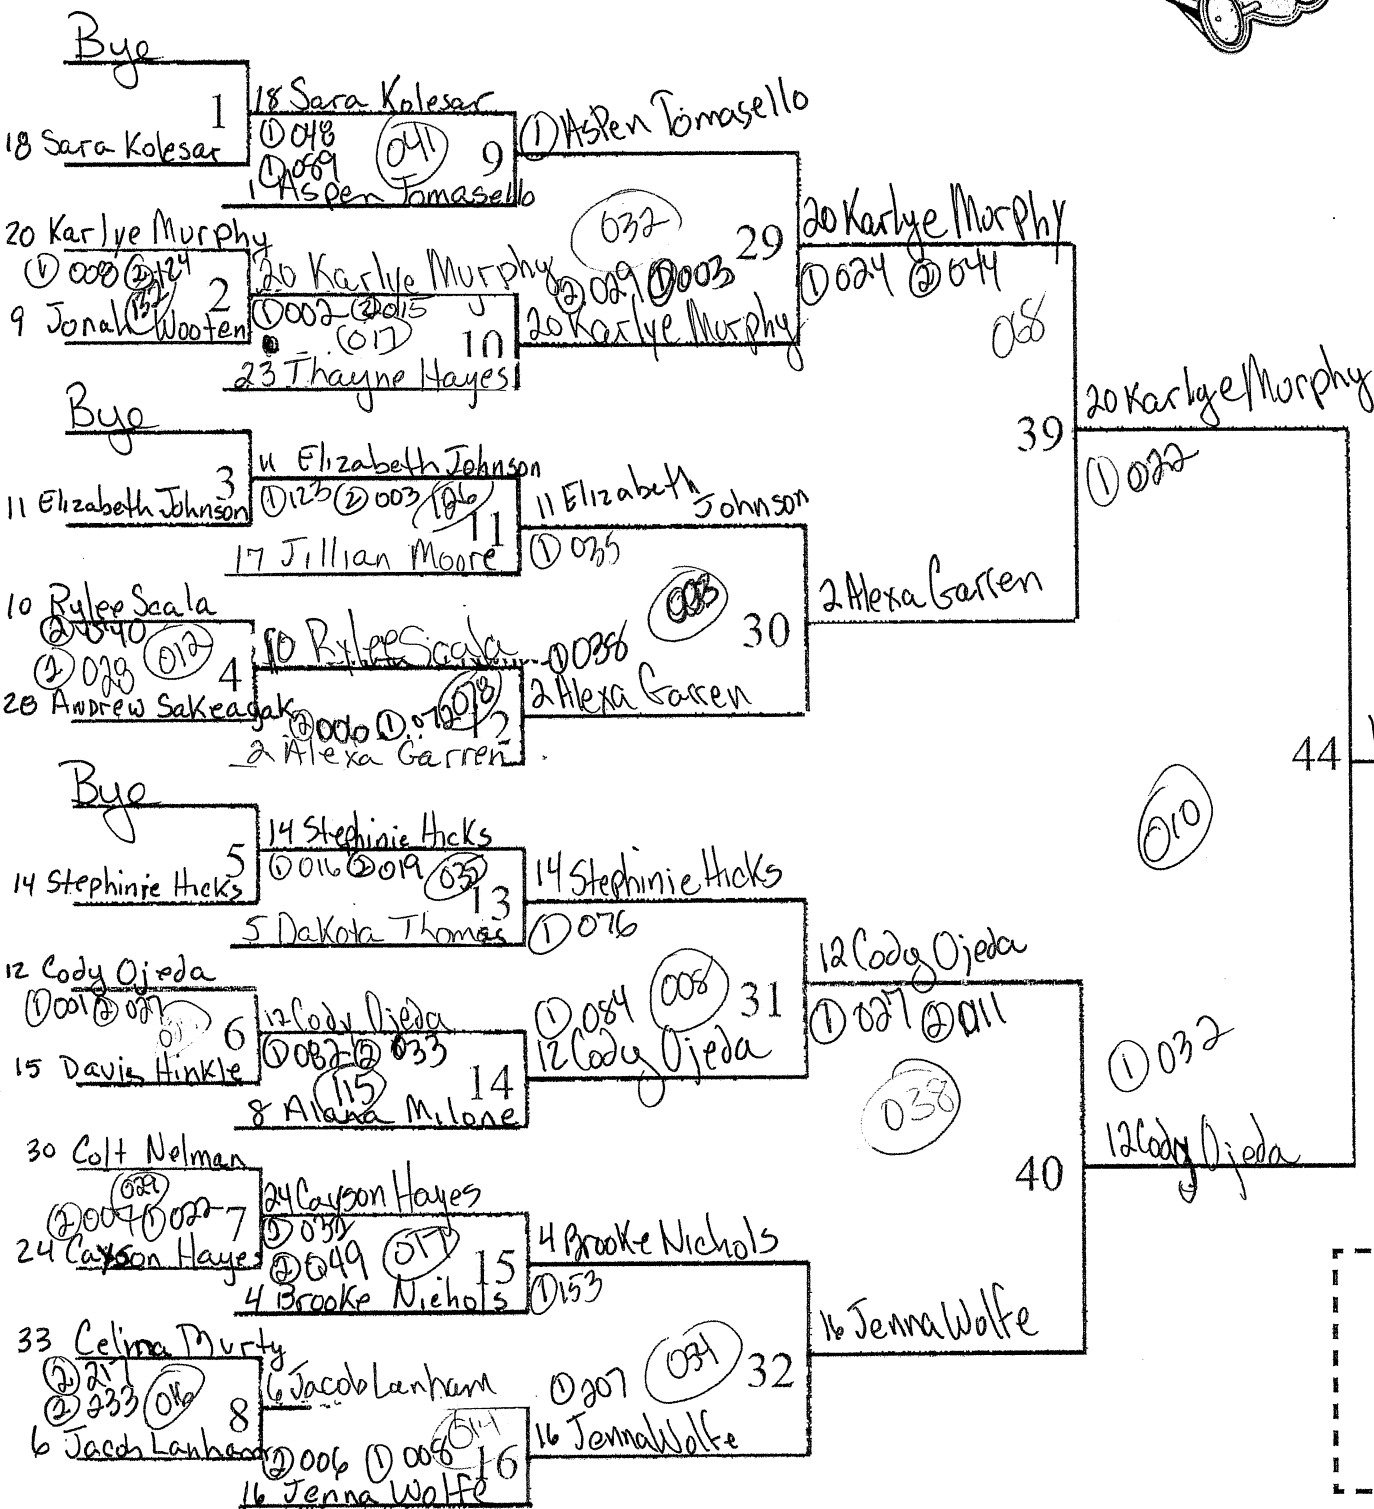 Bye
1
18 Sara Kolesar
18 Sara Kolesar
① 048
① 089
041
9
1 Aspen Tomasello
① Aspen Tomasello
20 Karlye Murphy
① 008 ② 124
132
2
9 Jonah Wooten
20 Karlye Murphy
① 002 ② 015
017
10
23 Thayne Hayes
032
29
② 029 ① 003
20 Karlye Murphy
20 Karlye Murphy
① 024 ② 044
068
Bye
3
11 Elizabeth Johnson
11 Elizabeth Johnson
① 123 ② 003 126
11
17 Jillian Moore
11 Elizabeth Johnson
① 035
39
20 Karlye Murphy
① 022
10 Rylee Scala
② 040
② 028 012
4
28 Andrew Sakeagak
10 Rylee Scala
② 006 ① 072 078
12
2 Alexa Garren
① 038
003
30
2 Alexa Garren
2 Alexa Garren
44
010
Bye
5
14 Stephinie Hicks
14 Stephinie Hicks
① 016 ② 019 035
13
5 Dakota Thomas
14 Stephinie Hicks
① 076
12 Cody Ojeda
① 001 ② 027
6
15 Davis Hinkle
12 Cody Ojeda
① 082 ② 033
115
14
8 Alana Milone
① 084
008
31
12 Cody Ojeda
12 Cody Ojeda
① 027 ② 011
038
① 032
12 Cody Ojeda
30 Colt Nelman
029
② 007 ① 022
7
24 Cayson Hayes
24 Cayson Hayes
② 049
017
15
4 Brooke Nichols
4 Brooke Nichols
① 153
40
33 Celina Murty
② 217
② 233 016
8
6 Jacob Lanham
6 Jacob Lanham
② 006 ① 008 014
16
16 Jenna Wolfe
① 207
034
32
16 Jenna Wolfe
16 Jenna Wolfe